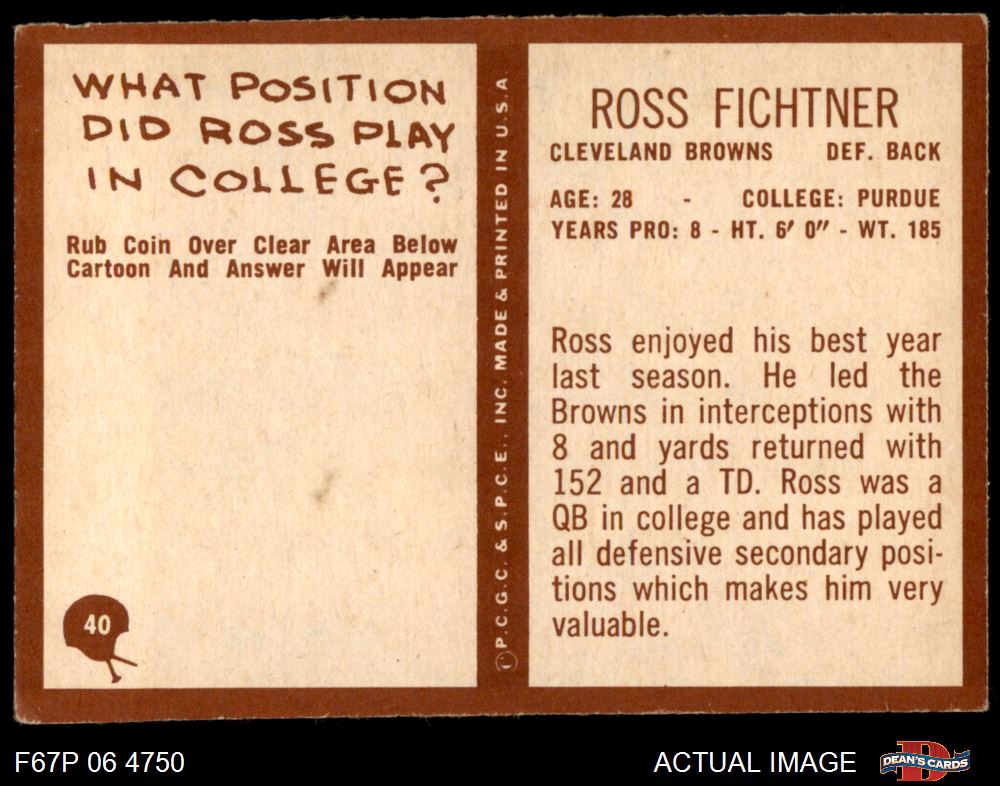 WHAT POSITION
DID ROSS PLAY
IN COLLEGE?
Rub Coin Over Clear Area Below
Cartoon And Answer Will Appear
40
©P.C.G.C. & S.P.C.E., INC. MADE & PRINTED IN U.S.A
ROSS FICHTNER
CLEVELAND BROWNS DEF. BACK
AGE: 28 - COLLEGE: PURDUE
YEARS PRO: 8 - HT. 6' 0" - WT. 185
Ross enjoyed his best year
last season. He led the
Browns in interceptions with
8 and yards returned with
152 and a TD. Ross was a
QB in college and has played
all defensive secondary posi-
tions which makes him very
valuable.
F67P 06 4750
ACTUAL IMAGE
D
DEAN'S CARDS